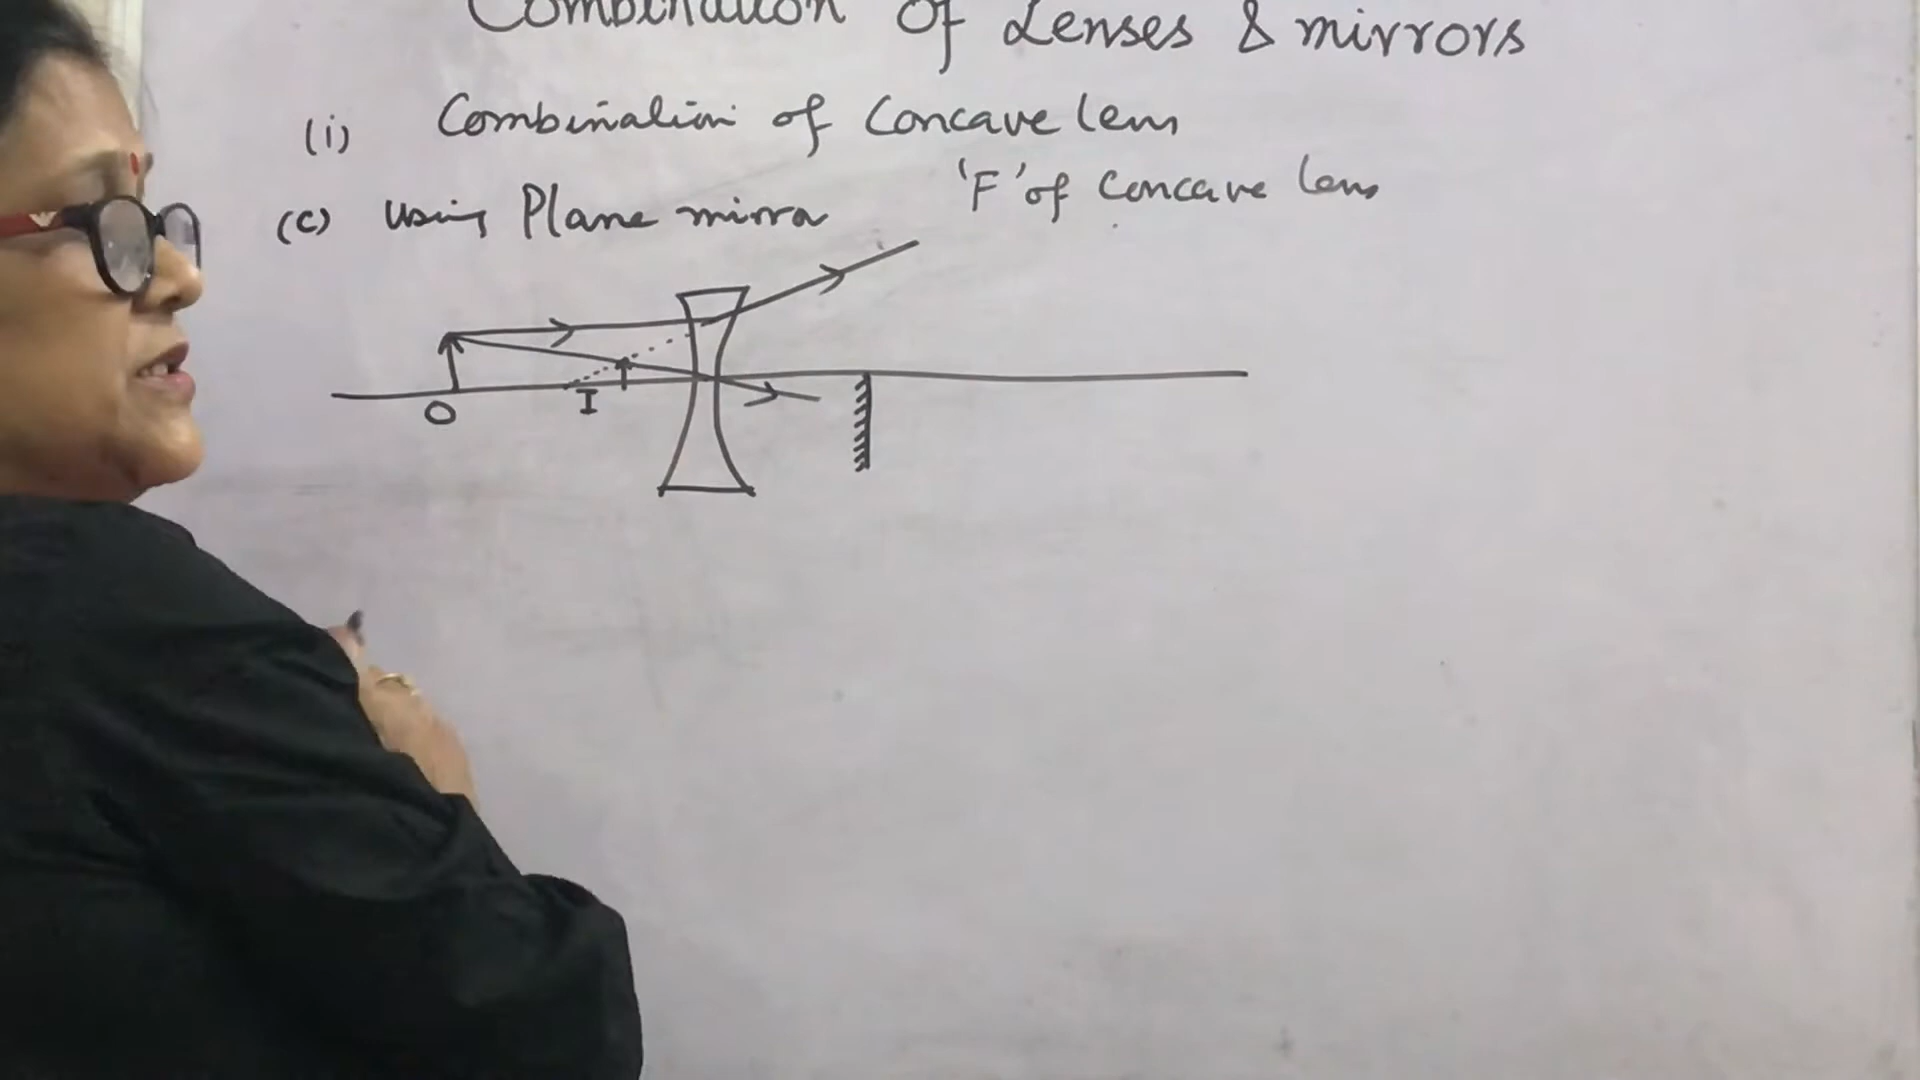 Combination Of Lenses & mirrors
(i) Combination of Concave lens
(c) Using Plane mirror 'F' of Concave lens
O
I